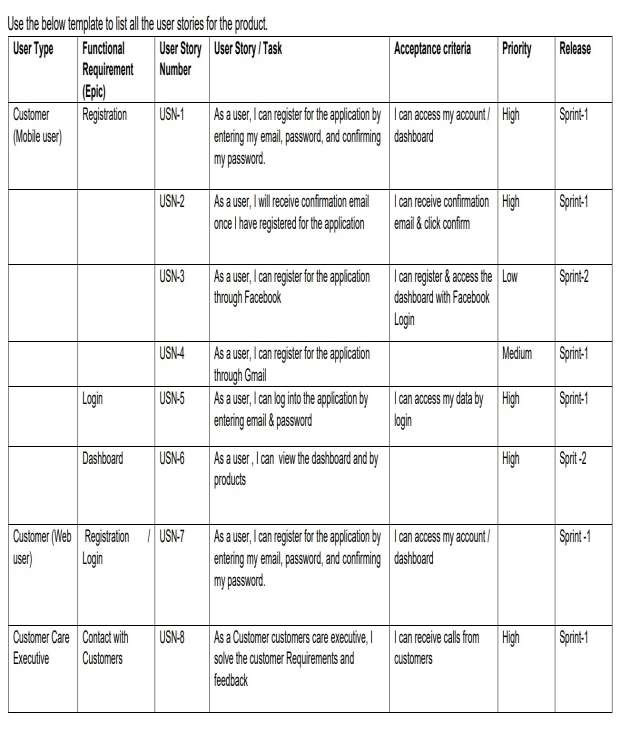 Use the below template to list all the user stories for the product.
User Type Functional Requirement (Epic) User Story Number User Story / Task Acceptance criteria Priority Release
Customer (Mobile user) Registration USN-1 As a user, I can register for the application by entering my email, password, and confirming my password. I can access my account / dashboard High Sprint-1
USN-2 As a user, I will receive confirmation email once I have registered for the application I can receive confirmation email & click confirm High Sprint-1
USN-3 As a user, I can register for the application through Facebook I can register & access the dashboard with Facebook Login Low Sprint-2
USN-4 As a user, I can register for the application through Gmail Medium Sprint-1
Login USN-5 As a user, I can log into the application by entering email & password I can access my data by login High Sprint-1
Dashboard USN-6 As a user , I can view the dashboard and by products High Sprit -2
Customer (Web user) Registration / Login USN-7 As a user, I can register for the application by entering my email, password, and confirming my password. I can access my account / dashboard Sprint -1
Customer Care Executive Contact with Customers USN-8 As a Customer customers care executive, I solve the customer Requirements and feedback I can receive calls from customers High Sprint-1